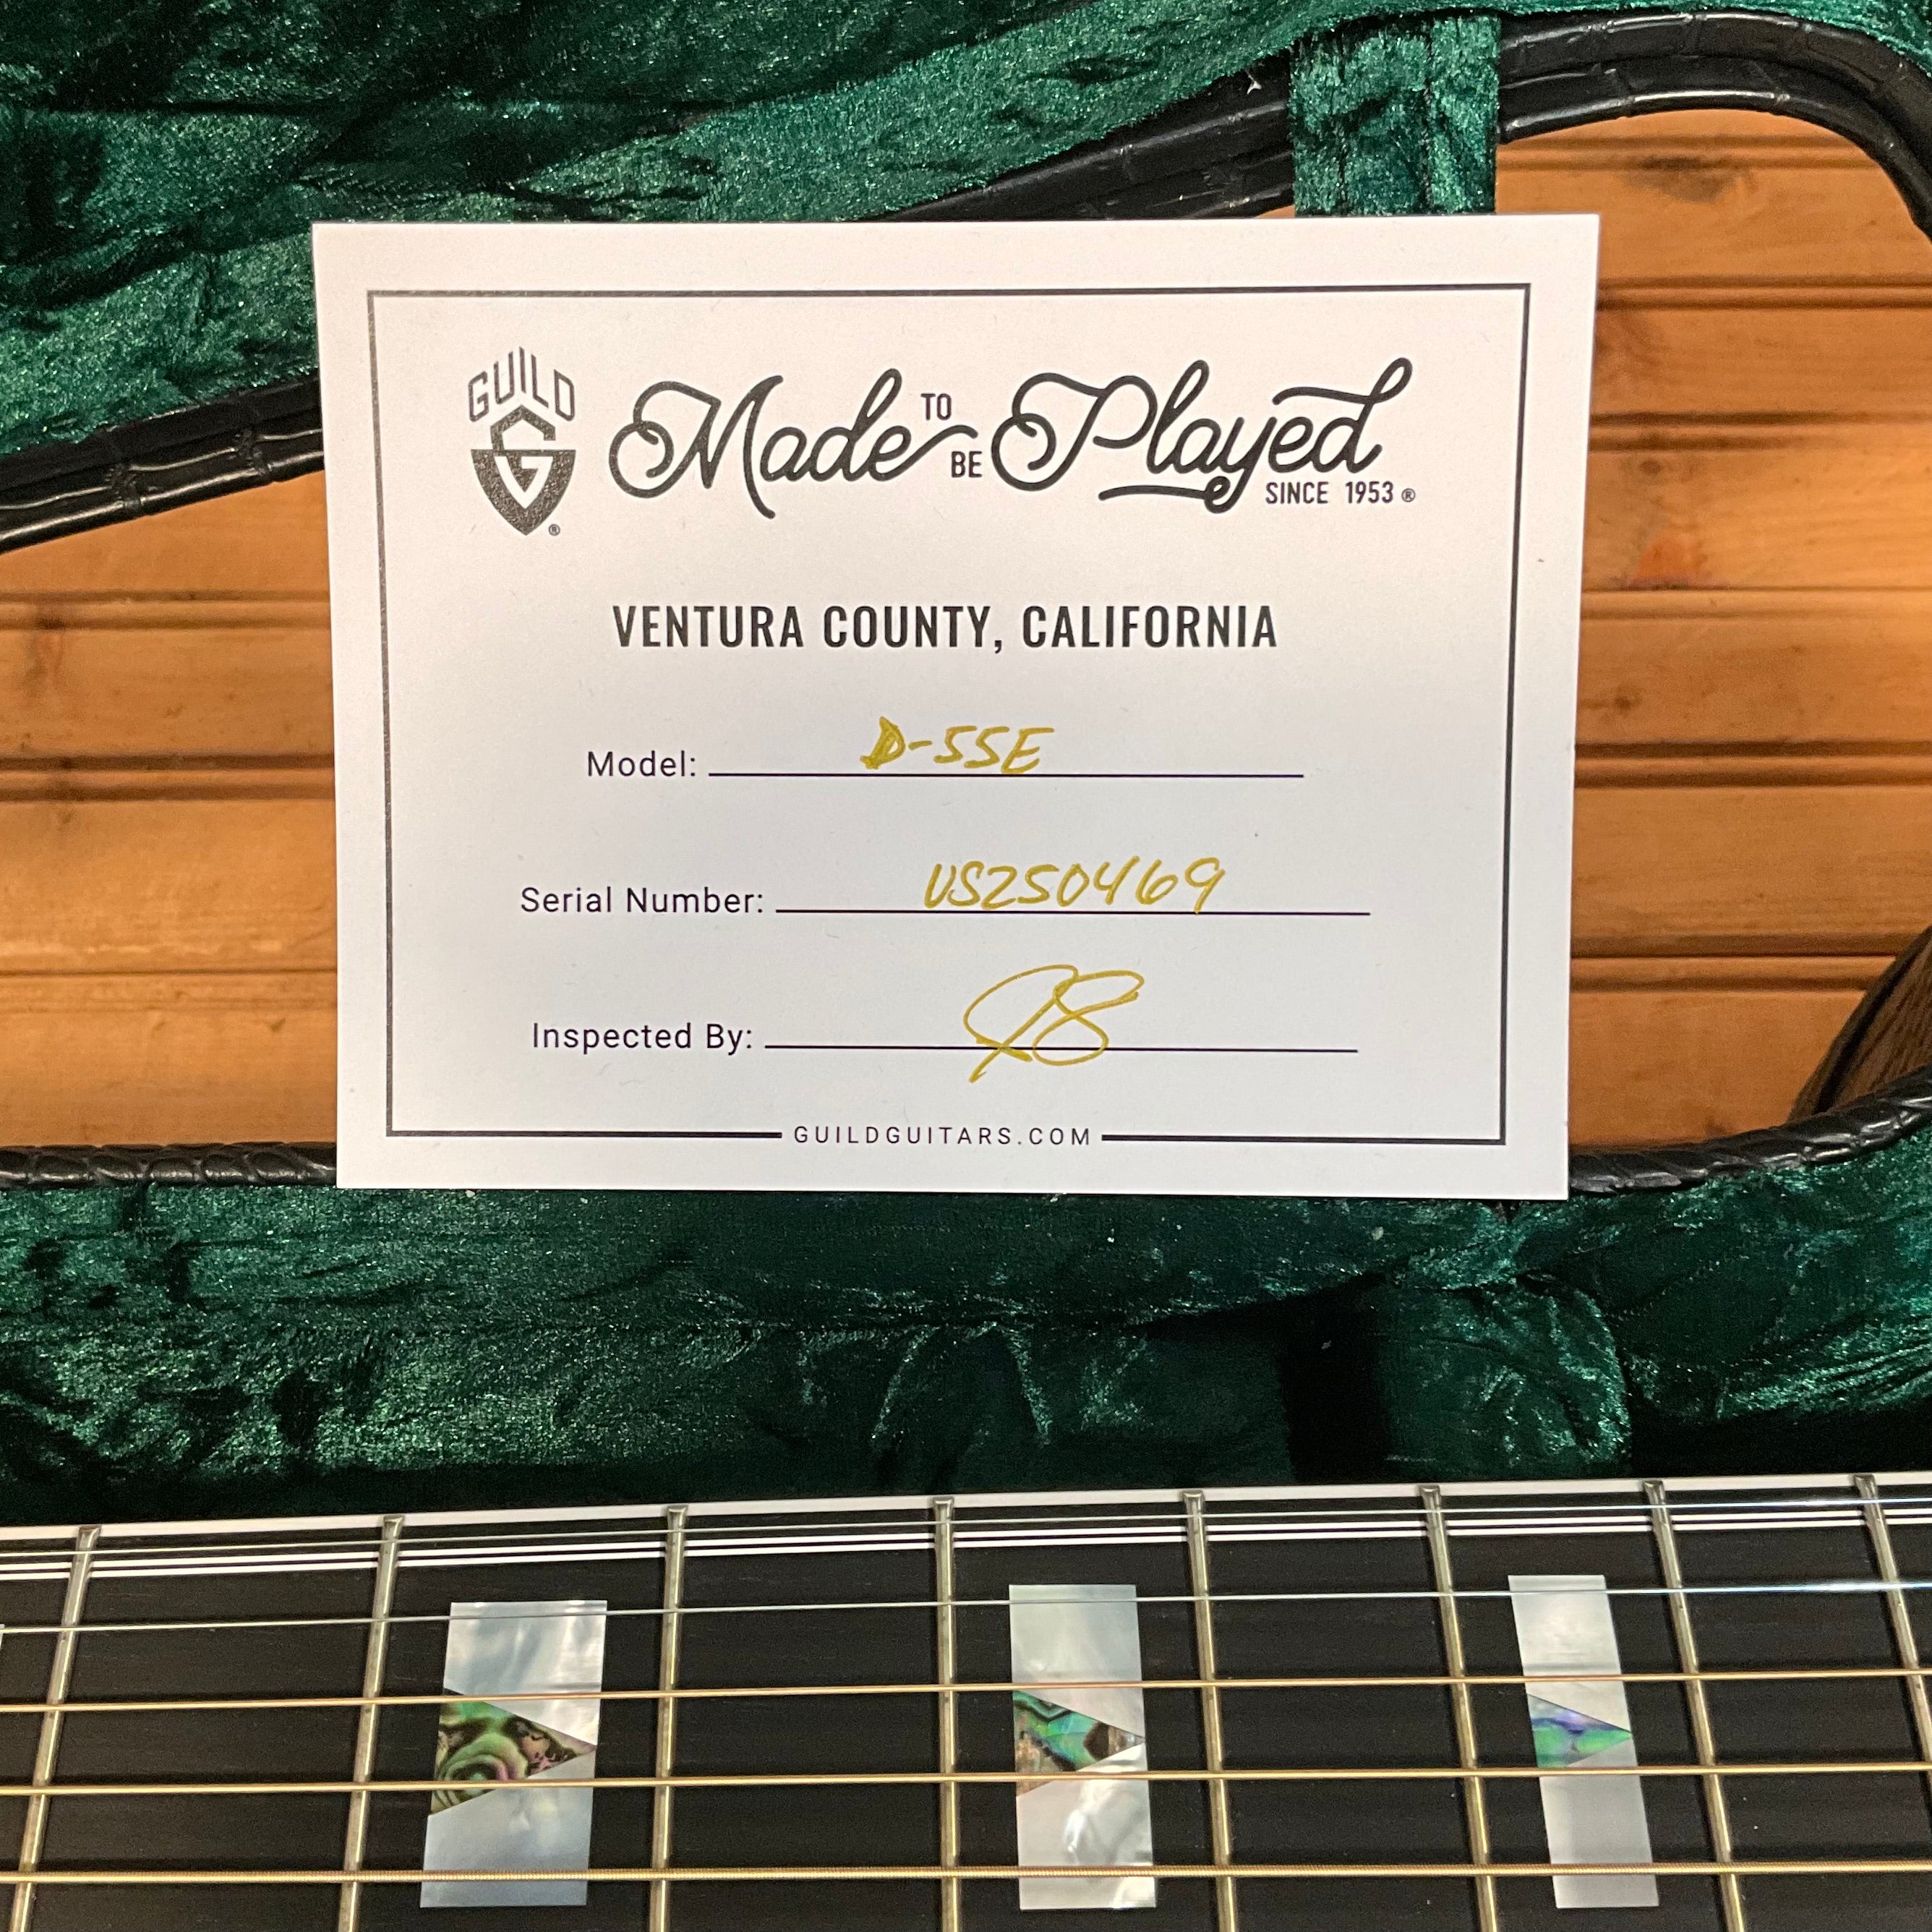 GUILD
G
Made TO BE Played
SINCE 1953 ®
®
VENTURA COUNTY, CALIFORNIA
Model: D-55E
Serial Number: US250469
Inspected By: JS
GUILDGUITARS.COM